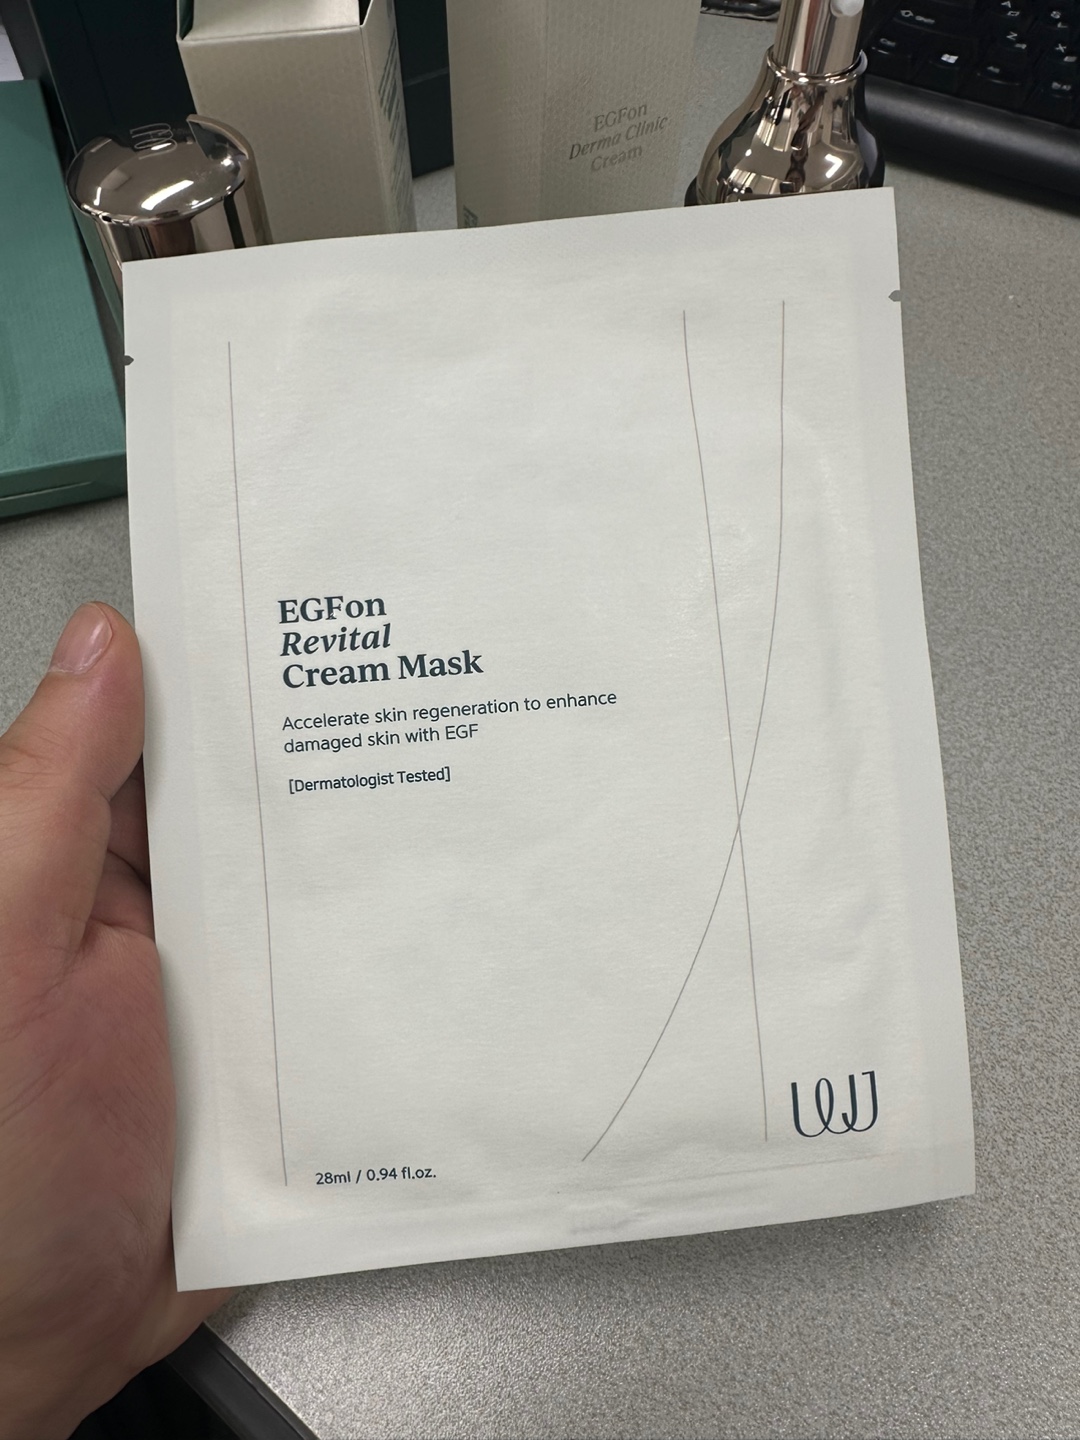 EGFon
Derma Clinic
Cream
EGFon
Revital
Cream Mask
Accelerate skin regeneration to enhance
damaged skin with EGF
[Dermatologist Tested]
28ml / 0.94 fl.oz.